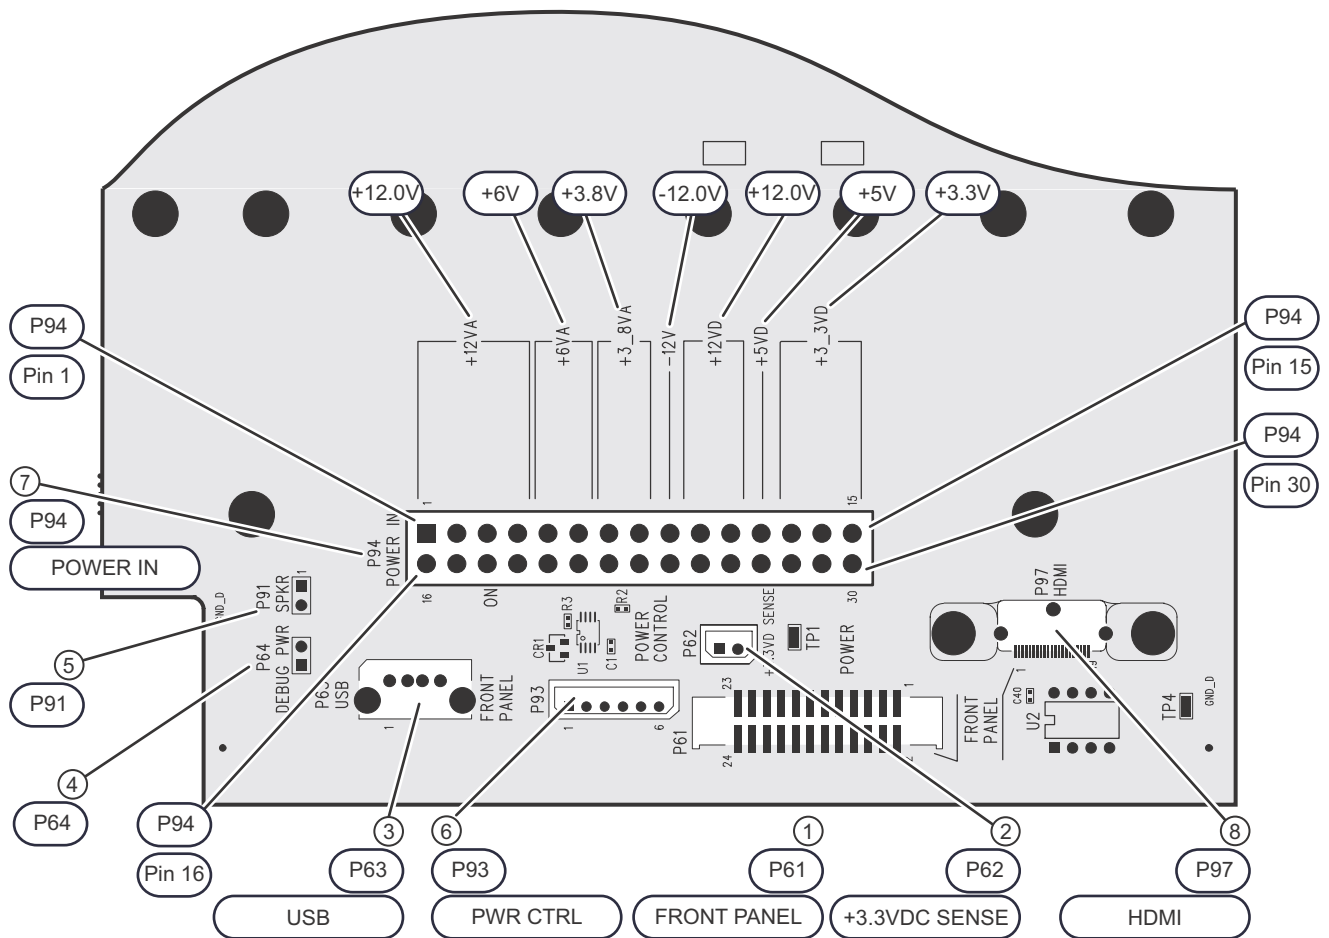 +12.0V
+6V
+3.8V
-12.0V
+12.0V
+5V
+3.3V
+12VA
+6VA
+3_8VA
-12V
+12VD
+5VD
+3_3VD
P94
Pin 1
P94
Pin 15
P94
Pin 30
7
P94
POWER IN
P94
POWER IN
1
15
16
30
ON
P91
SPKR
1
GND_D
P64
DEBUG PWR
5
P91
4
P64
P63
USB
1
FRONT
PANEL
CR1
R3
U1
C1
R2
POWER
CONTROL
P93
1
6
P62
+3.3VD SENSE
TP1
POWER
P61
23
24
1
FRONT
PANEL
P97
HDMI
1
C40
U2
TP4
GND_D
P94
Pin 16
3
P63
USB
6
P93
PWR CTRL
1
P61
FRONT PANEL
2
P62
+3.3VDC SENSE
8
P97
HDMI